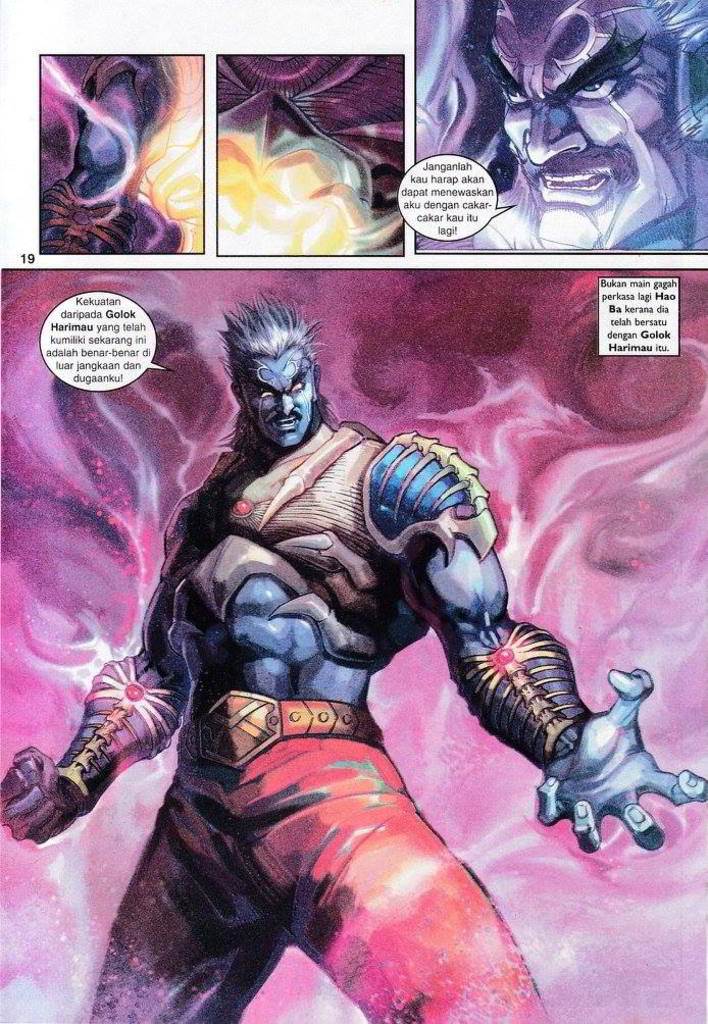 Janganlah
kau harap akan
dapat menewaskan
aku dengan cakar-
cakar kau itu
lagi!
19
Kekuatan
daripada Golok
Harimau yang telah
kumiliki sekarang ini
adalah benar-benar di
luar jangkaan dan
dugaanku!
Bukan main gagah
perkasa lagi Hao
Ba kerana dia
telah bersatu
dengan Golok
Harimau itu.